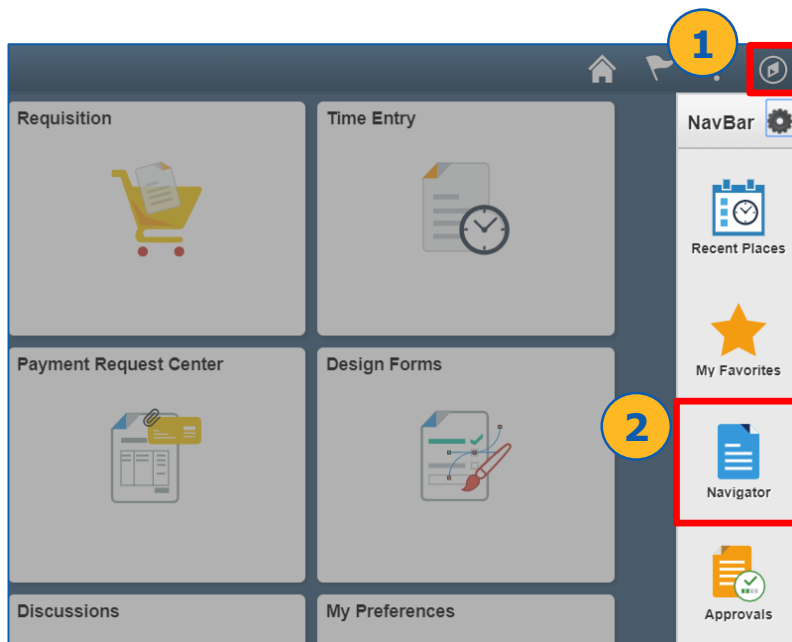 1
Requisition
Time Entry
NavBar
Recent Places
Payment Request Center
Design Forms
My Favorites
2
Navigator
Discussions
My Preferences
Approvals